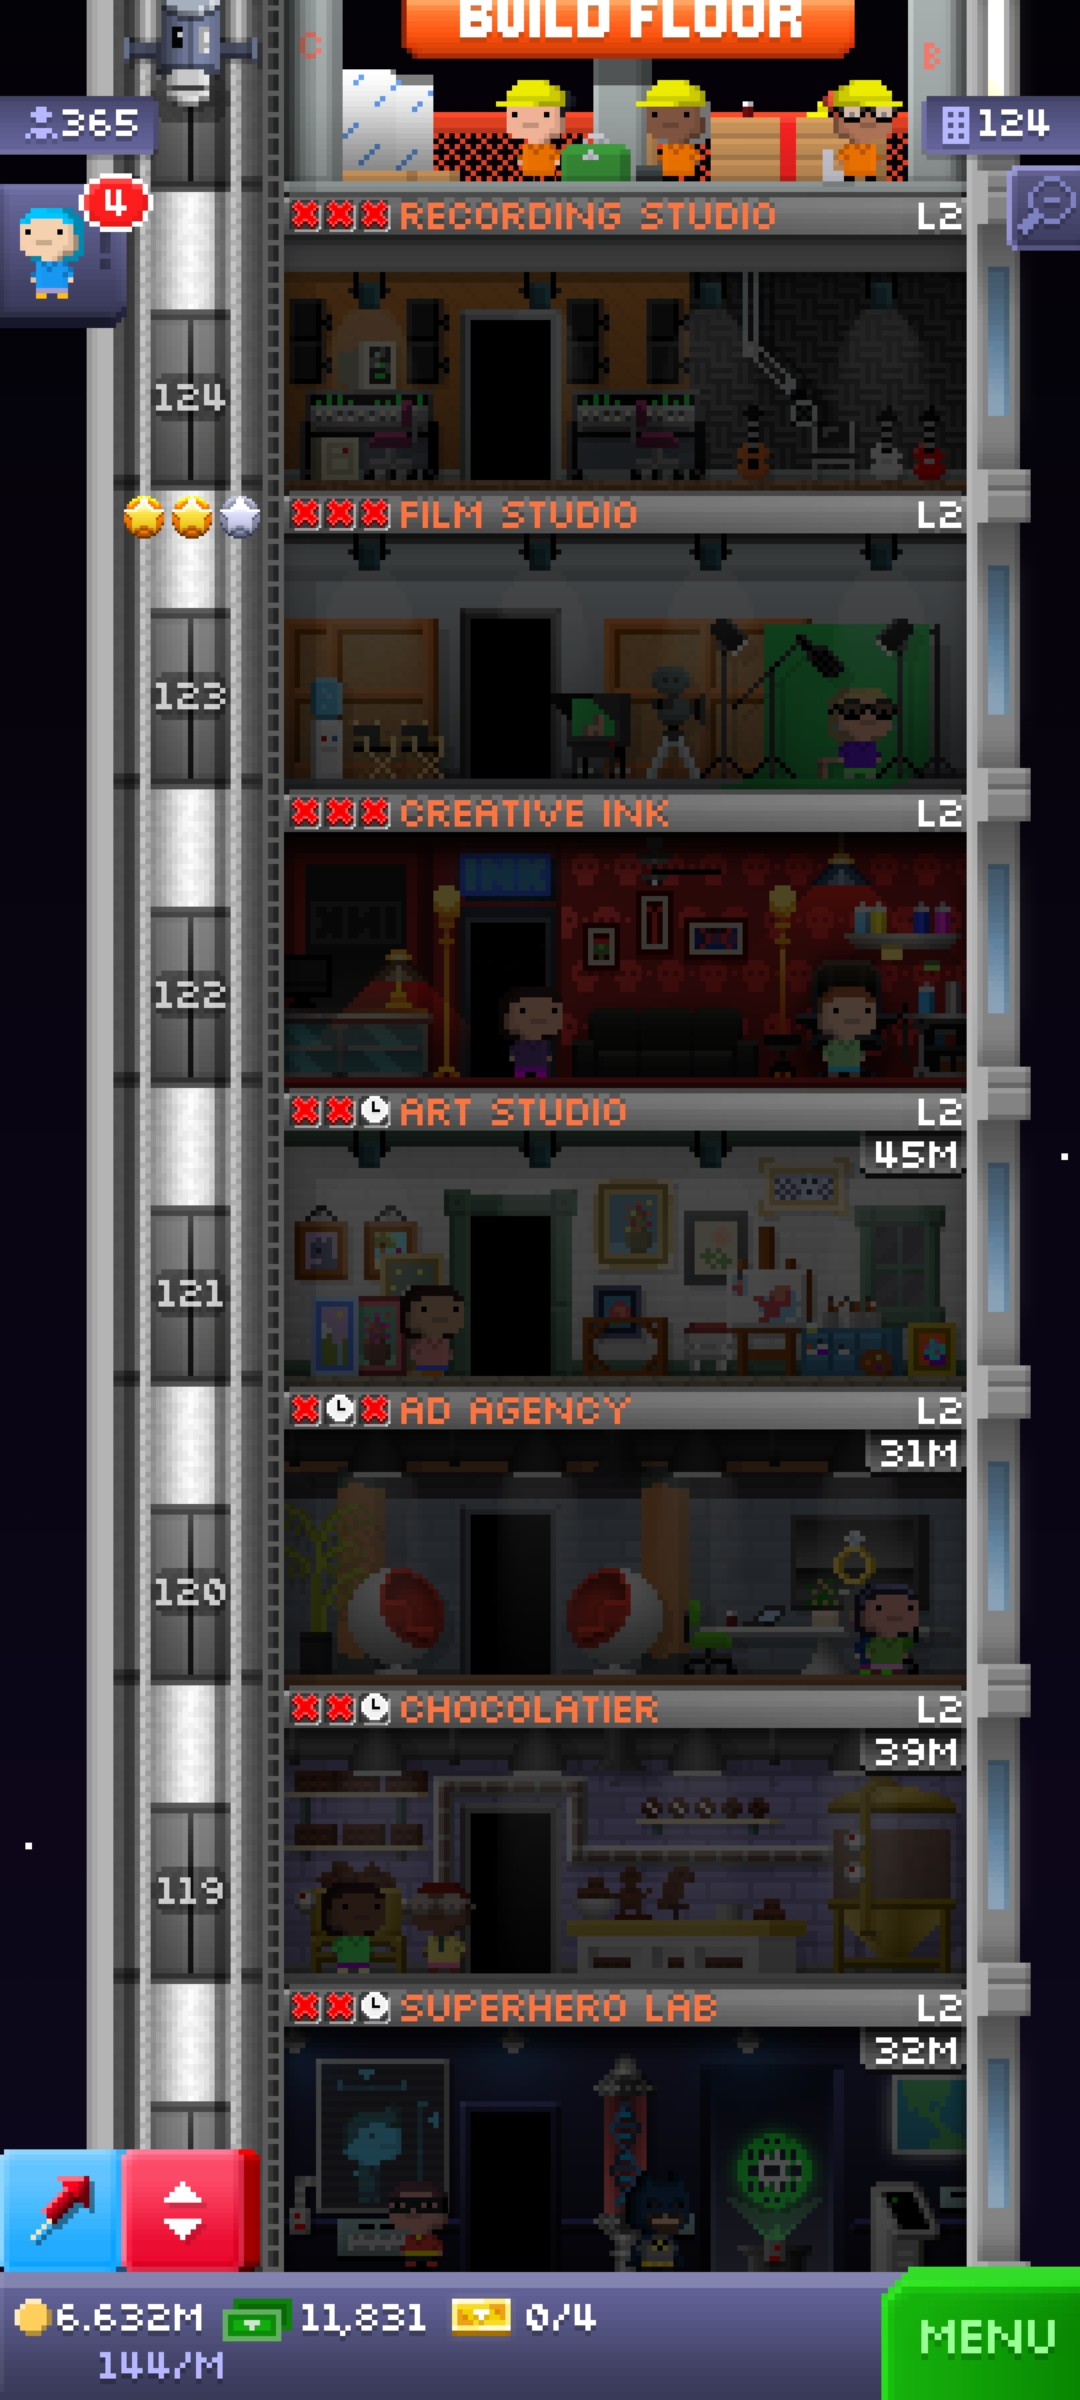 BUILD FLOOR
C
B
365
124
4
RECORDING STUDIO L2
124
FILM STUDIO L2
123
CREATIVE INK L2
INK
INK
122
ART STUDIO L2
45M
121
AD AGENCY L2
31M
120
CHOCOLATIER L2
39M
119
SUPERHERO LAB L2
32M
6.632M 11,831 0/4
144/M
MENU